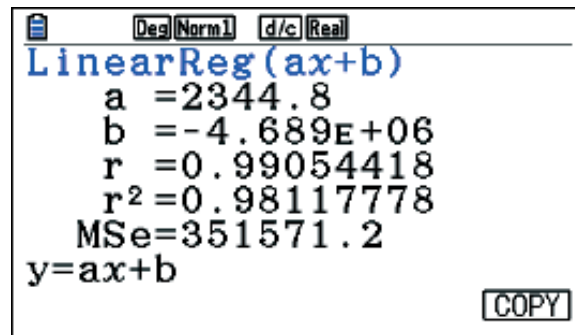 Deg Norm1 d/c Real
LinearReg(ax+b)
a =2344.8
b =-4.689ᴇ+06
r =0.99054418
r²=0.98117778
MSe=351571.2
y=ax+b
COPY